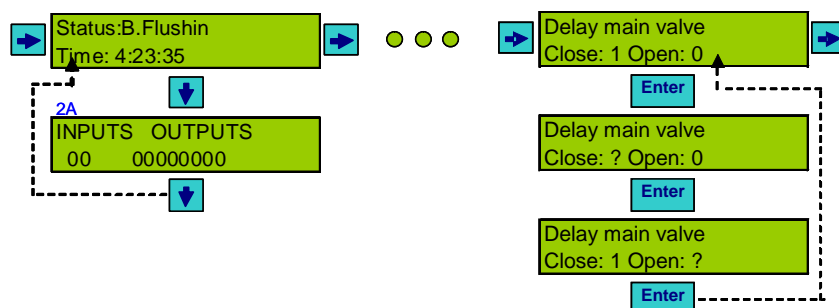 Status:B.Flushin
Time: 4:23:35
2A
INPUTS OUTPUTS
00 00000000
Delay main valve
Close: 1 Open: 0
Enter
Delay main valve
Close: ? Open: 0
Enter
Delay main valve
Close: 1 Open: ?
Enter